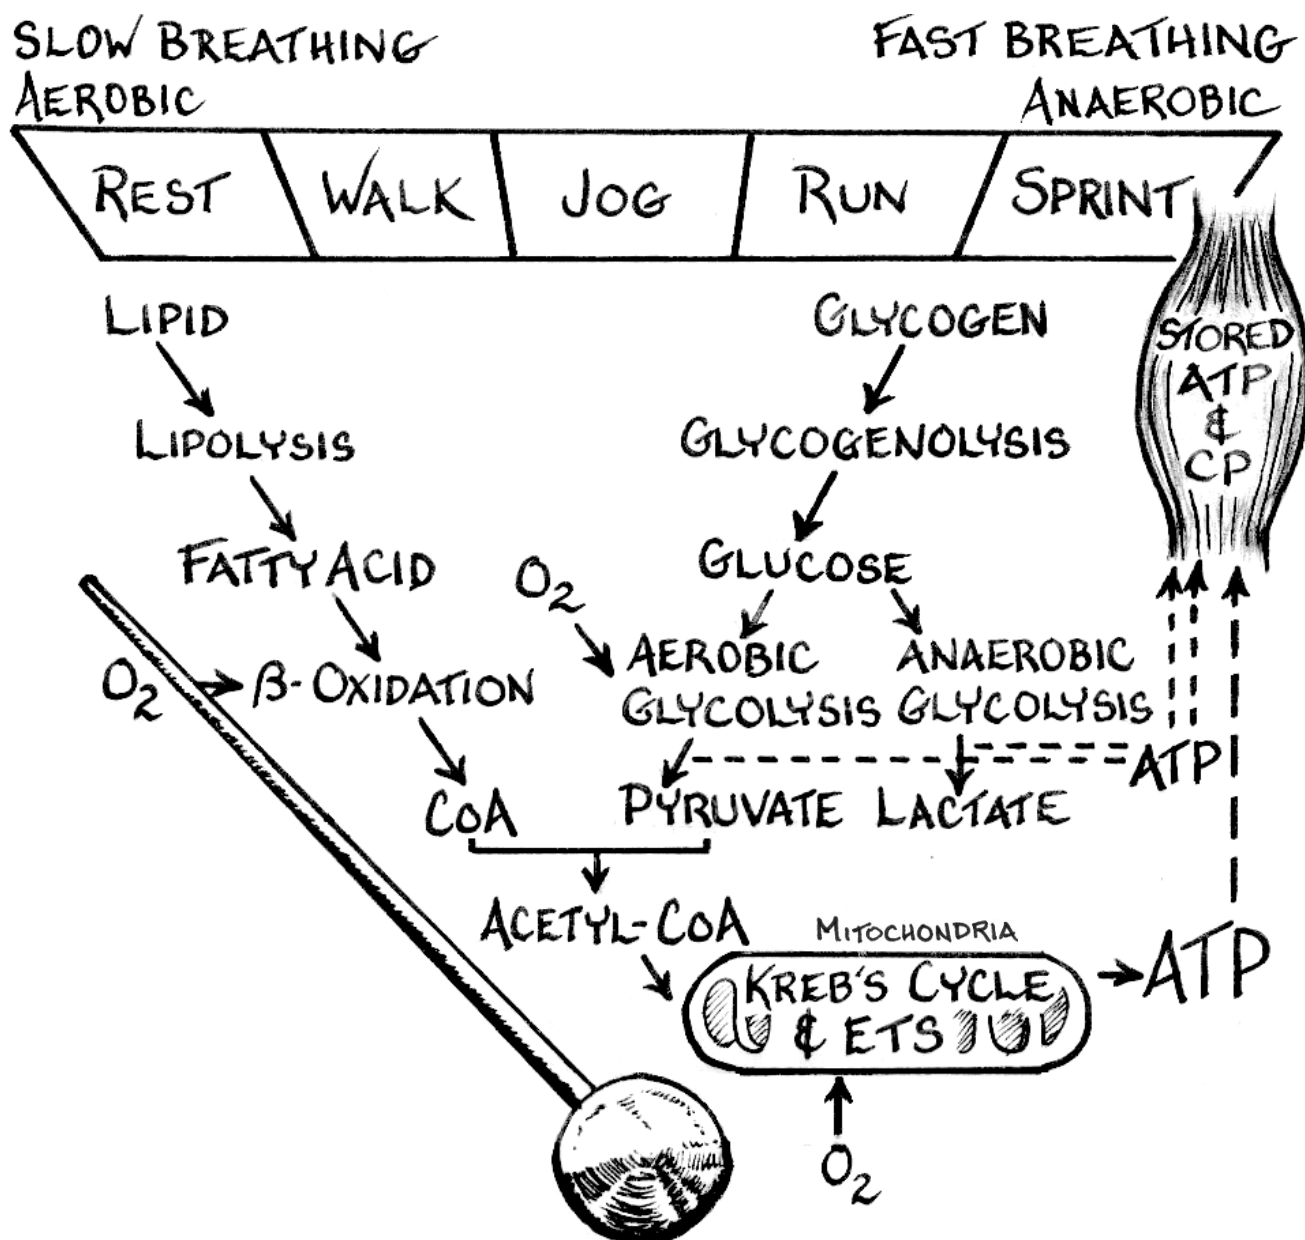 SLOW BREATHING
AEROBIC
FAST BREATHING
ANAEROBIC
REST
WALK
JOG
RUN
SPRINT
LIPID
LIPOLYSIS
FATTY ACID
O₂
β-OXIDATION
CoA
GLYCOGEN
GLYCOGENOLYSIS
GLUCOSE
O₂
AEROBIC
GLYCOLYSIS
ANAEROBIC
GLYCOLYSIS
PYRUVATE
LACTATE
ATP
STORED
ATP
&
CP
ACETYL-CoA
MITOCHONDRIA
KREB'S CYCLE
& ETS
ATP
O₂